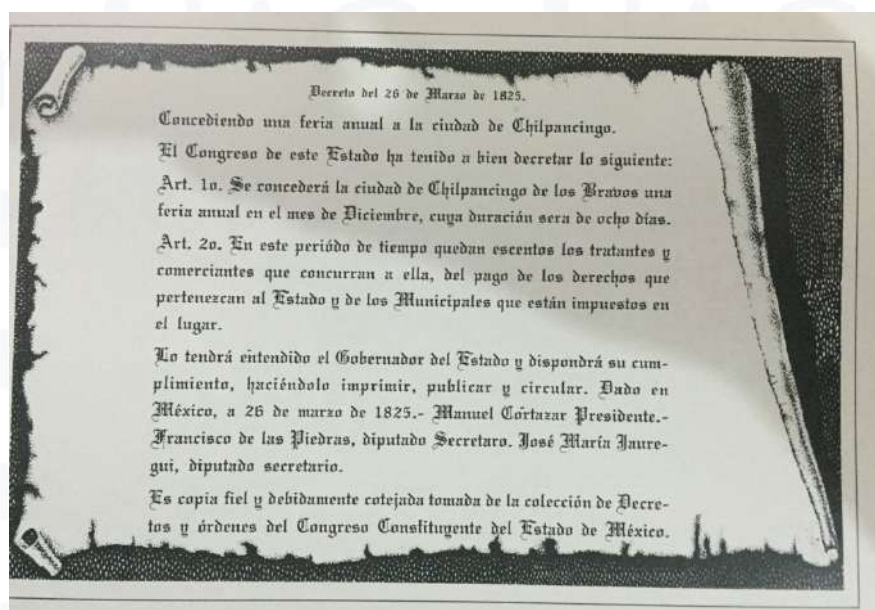 Decreto del 26 de Marzo de 1825.
Concediendo una feria anual a la ciudad de Chilpancingo.
El Congreso de este Estado ha tenido a bien decretar lo siguiente:
Art. 1o. Se concederá la ciudad de Chilpancingo de los Bravos una
feria anual en el mes de Diciembre, cuya duración sera de ocho días.
Art. 2o. En este periódo de tiempo quedan escentos los tratantes y
comerciantes que concurran a ella, del pago de los derechos que
pertenezcan al Estado y de los Municipales que están impuestos en
el lugar.
Lo tendrá entendido el Gobernador del Estado y dispondrá su cum-
plimiento, haciéndolo imprimir, publicar y circular. Dado en
México, a 26 de marzo de 1825.- Manuel Córtazar Presidente.-
Francisco de las Piedras, diputado Secretaro. José María Jaure-
gui, diputado secretario.
Es copia fiel y debidamente cotejada tomada de la colección de Decre-
tos y órdenes del Congreso Constituyente del Estado de México.